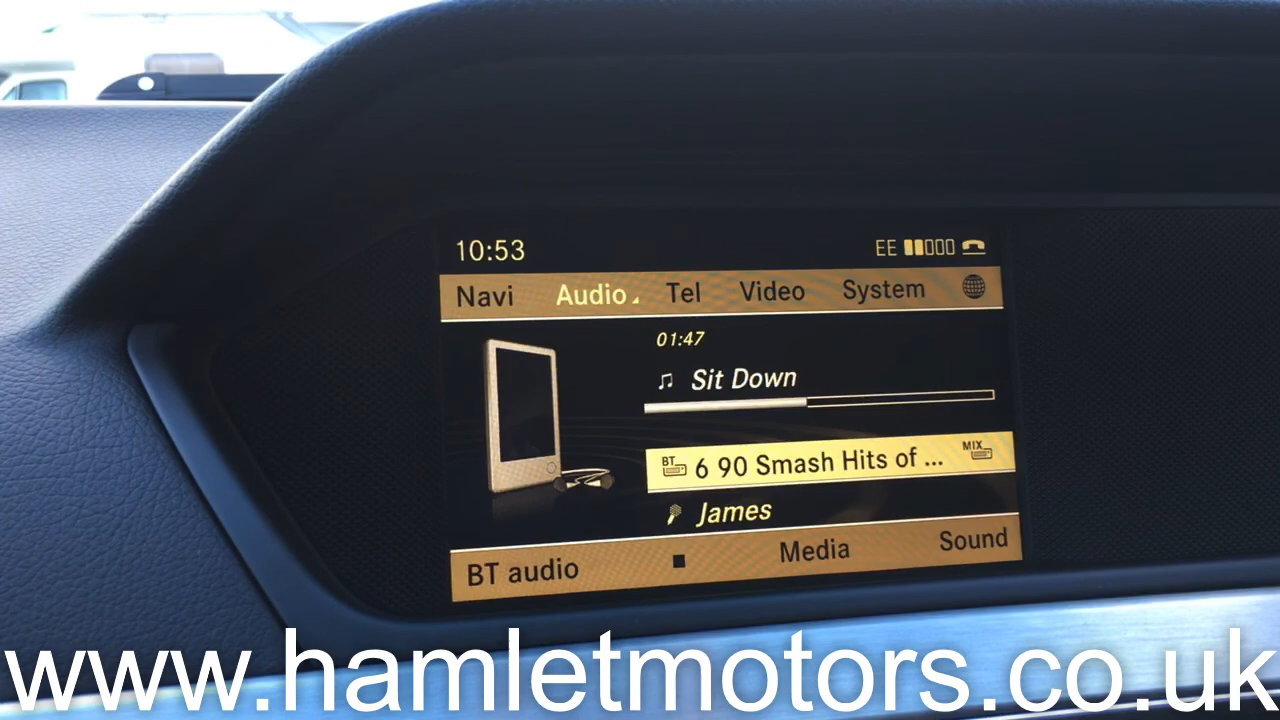 10:53 EE
Navi Audio Tel Video System
01:47
Sit Down
BT 6 90 Smash Hits of ... MIX
James
BT audio Media Sound
www.hamletmotors.co.uk